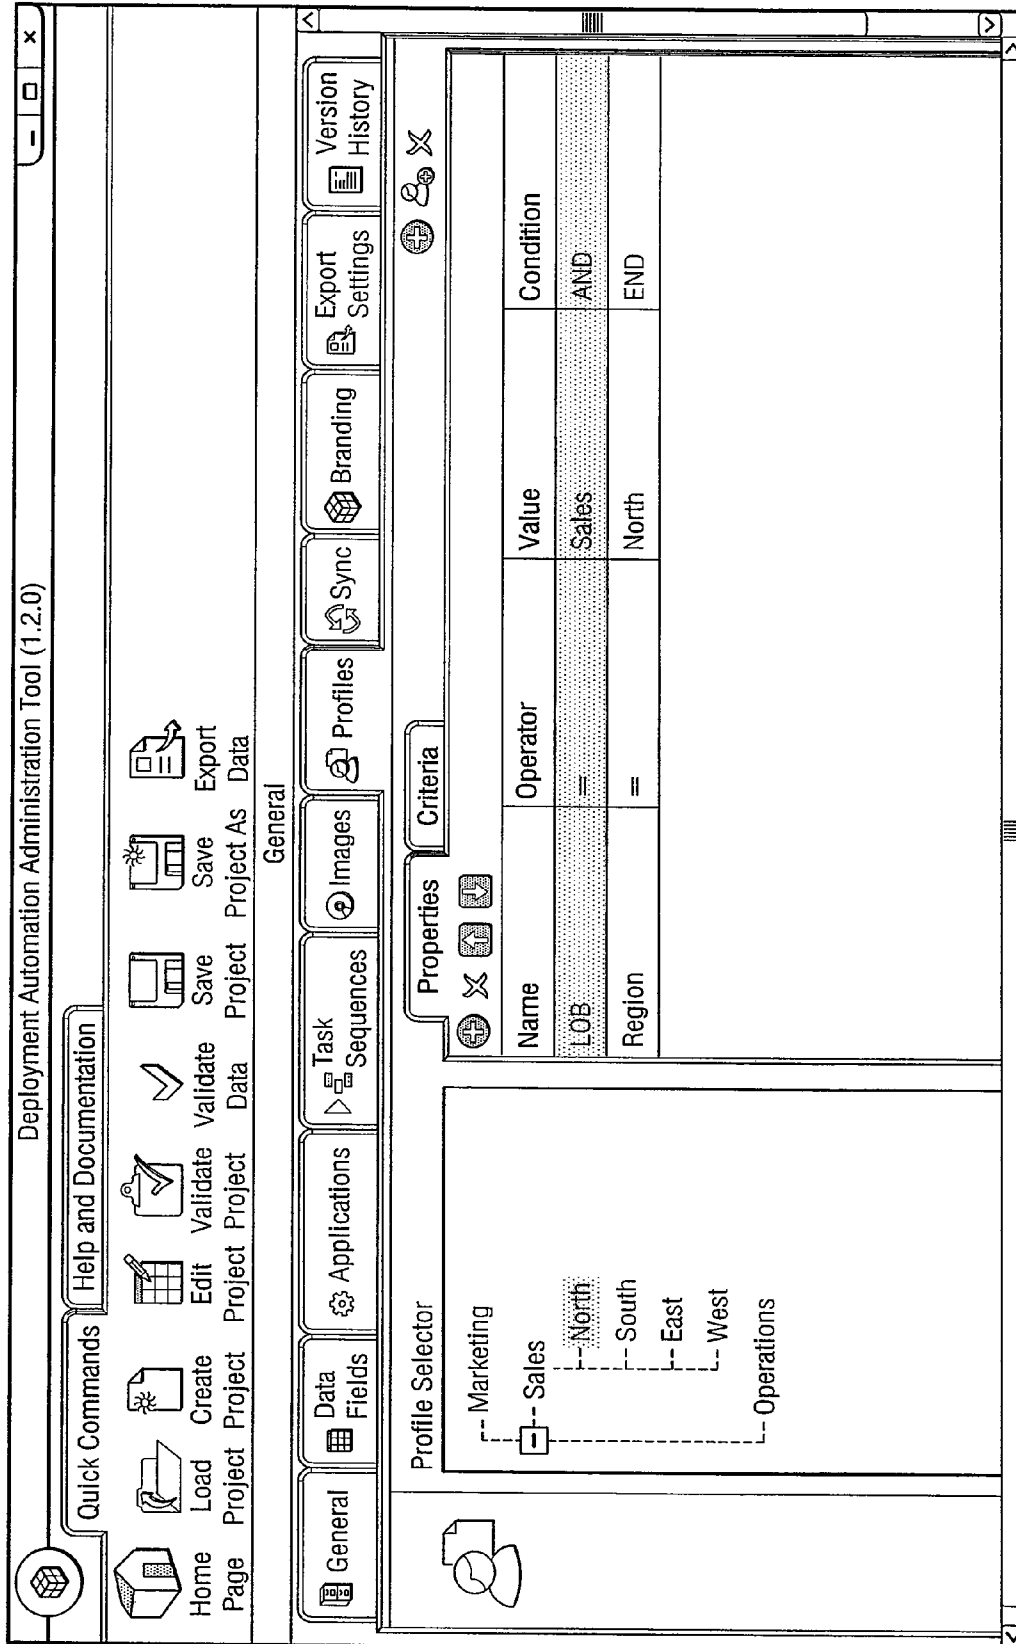 Deployment Automation Administration Tool (1.2.0)
Quick Commands
Help and Documentation
Home Page
Load Project
Create Project
Edit Project
Validate Project
Validate Data
Save Project
Save Project As
Export Data
General
General
Data Fields
Applications
Task Sequences
Images
Profiles
Sync
Branding
Export Settings
Version History
Profile Selector
Marketing
Sales
North
South
East
West
Operations
Properties
Criteria
Name Operator Value Condition
LOB = Sales AND
Region = North END